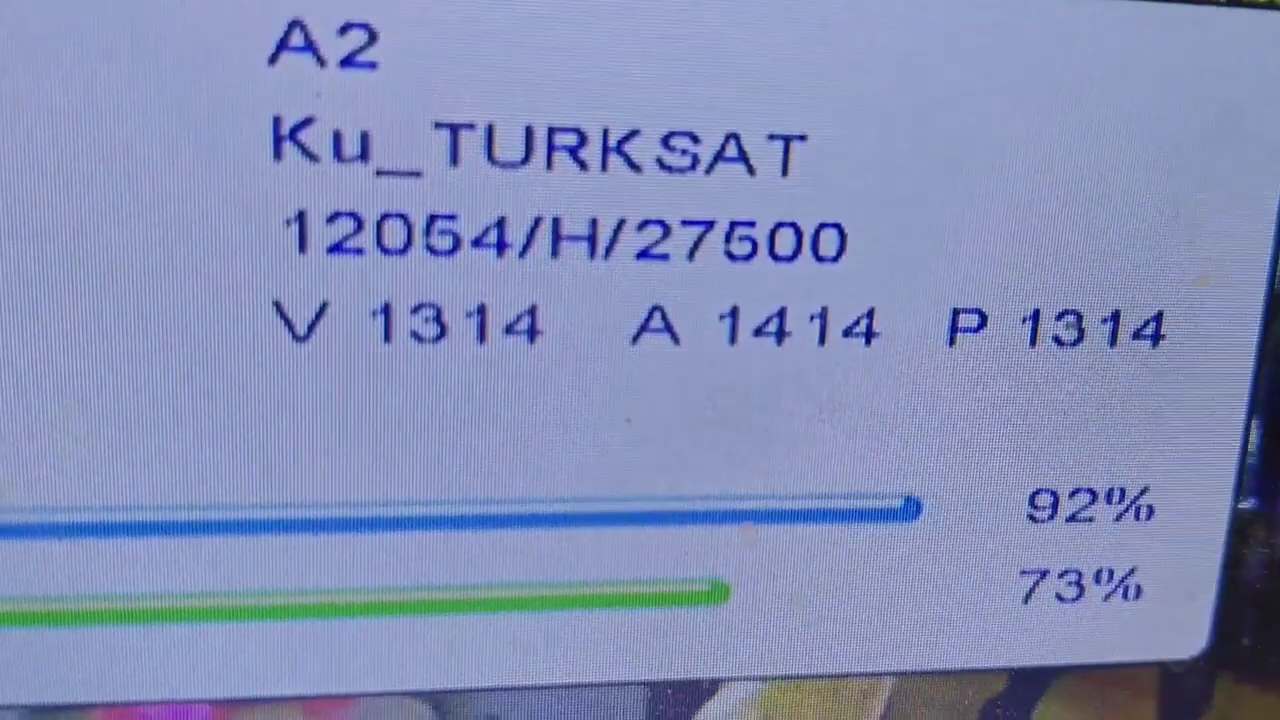 A2
Ku_TURKSAT
12054/H/27500
V 1314 A 1414 P 1314
92%
73%